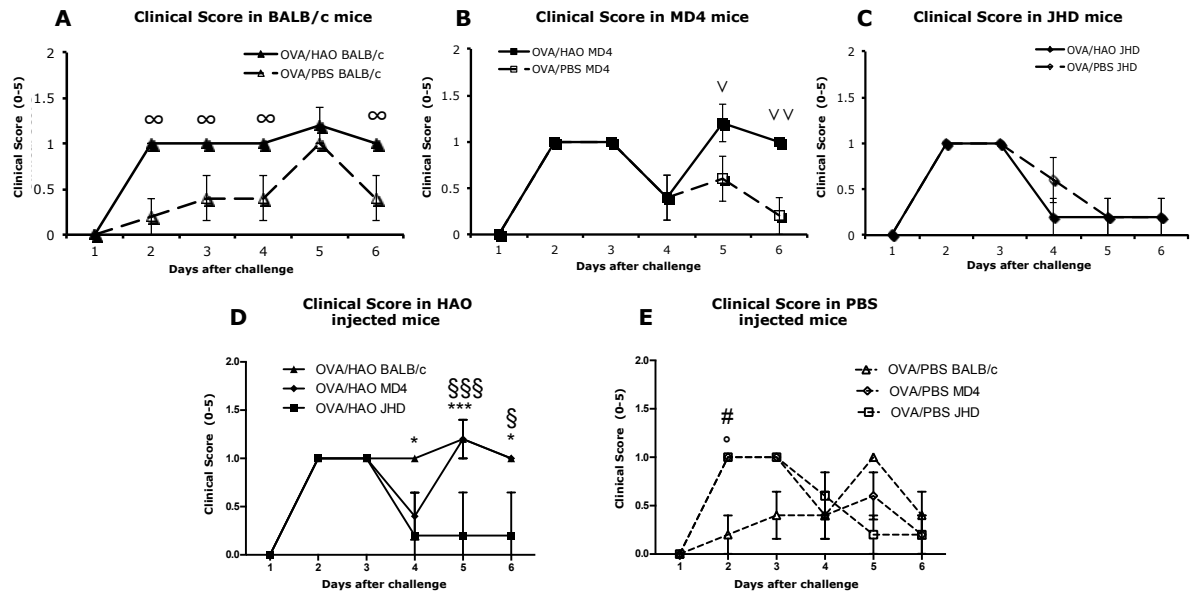 A
Clinical Score in BALB/c mice
OVA/HAO BALB/c
OVA/PBS BALB/c
Clinical Score (0-5)
2
1.5
1
0.5
0
∞ ∞ ∞ ∞
1 2 3 4 5 6
Days after challenge
B
Clinical Score in MD4 mice
OVA/HAO MD4
OVA/PBS MD4
Clinical Score (0-5)
2
1.5
1
0.5
0
∨ ∨∨
1 2 3 4 5 6
Days after challenge
C
Clinical Score in JHD mice
OVA/HAO JHD
OVA/PBS JHD
Clinical Score (0-5)
2
1.5
1
0.5
0
1 2 3 4 5 6
Days after challenge
D
Clinical Score in HAO
injected mice
OVA/HAO BALB/c
OVA/HAO MD4
OVA/HAO JHD
Clinical Score (0-5)
2.0
1.5
1.0
0.5
0.0
§§§ §
* *** *
1 2 3 4 5 6
Days after challenge
E
Clinical Score in PBS
injected mice
OVA/PBS BALB/c
OVA/PBS MD4
OVA/PBS JHD
Clinical Score (0-5)
2.0
1.5
1.0
0.5
0.0
#
°
1 2 3 4 5 6
Days after challenge